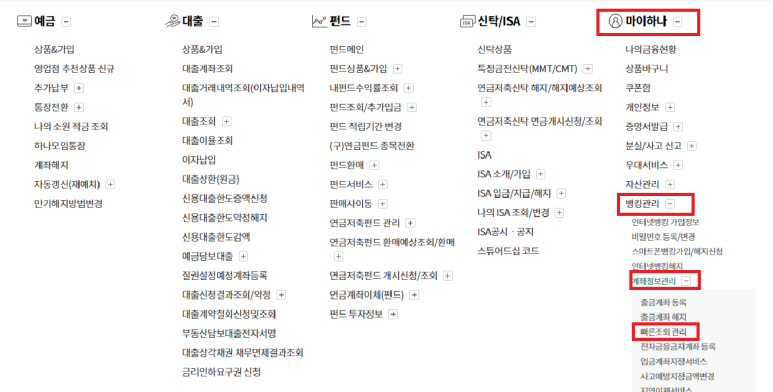 예금
상품&가입
영업점 추천상품 신규
추가납부
통장전환
나의 소원 적금 조회
하나모임통장
계좌해지
자동갱신(재예치)
만기해지방법변경
대출
상품&가입
대출계좌조회
대출거래내역조회(이자납입내역
서)
대출조회
대출이율조회
이자납입
대출상환(원금)
신용대출한도증액신청
신용대출한도약정해지
신용대출한도감액
예금담보대출
질권설정예정계좌등록
대출신청결과조회/약정
대출계약철회신청및조회
부동산담보대출전자서명
대출상각채권 채무면제결과조회
금리인하요구권 신청
펀드
펀드메인
펀드상품&가입
내펀드수익률조회
펀드조회/추가입금
펀드 적립기간 변경
(구)연금펀드 종목전환
펀드환매
펀드서비스
판매사이동
연금저축펀드 관리
연금저축펀드 환매예상조회/환매
연금저축펀드 개시신청/조회
연금계좌이체(펀드)
펀드 투자정보
신탁/ISA
신탁상품
특정금전신탁(MMT/CMT)
연금저축신탁 해지/해지예상조회
연금저축신탁 연금개시신청/조회
ISA
ISA 소개/가입
ISA 입금/지급/해지
나의 ISA 조회/변경
ISA공시ㆍ공지
스튜어드십 코드
마이하나
나의금융현황
상품바구니
쿠폰함
개인정보
증명서발급
분실/사고 신고
우대서비스
자산관리
뱅킹관리
인터넷뱅킹 가입정보
비밀번호 등록/변경
스마트폰뱅킹가입/해지신청
인터넷뱅킹해지
계좌정보관리
출금계좌 등록
출금계좌 해지
빠른조회 관리
전자금융금지계좌 등록
입금계좌지정서비스
사고예방지정금액변경
지연이체서비스